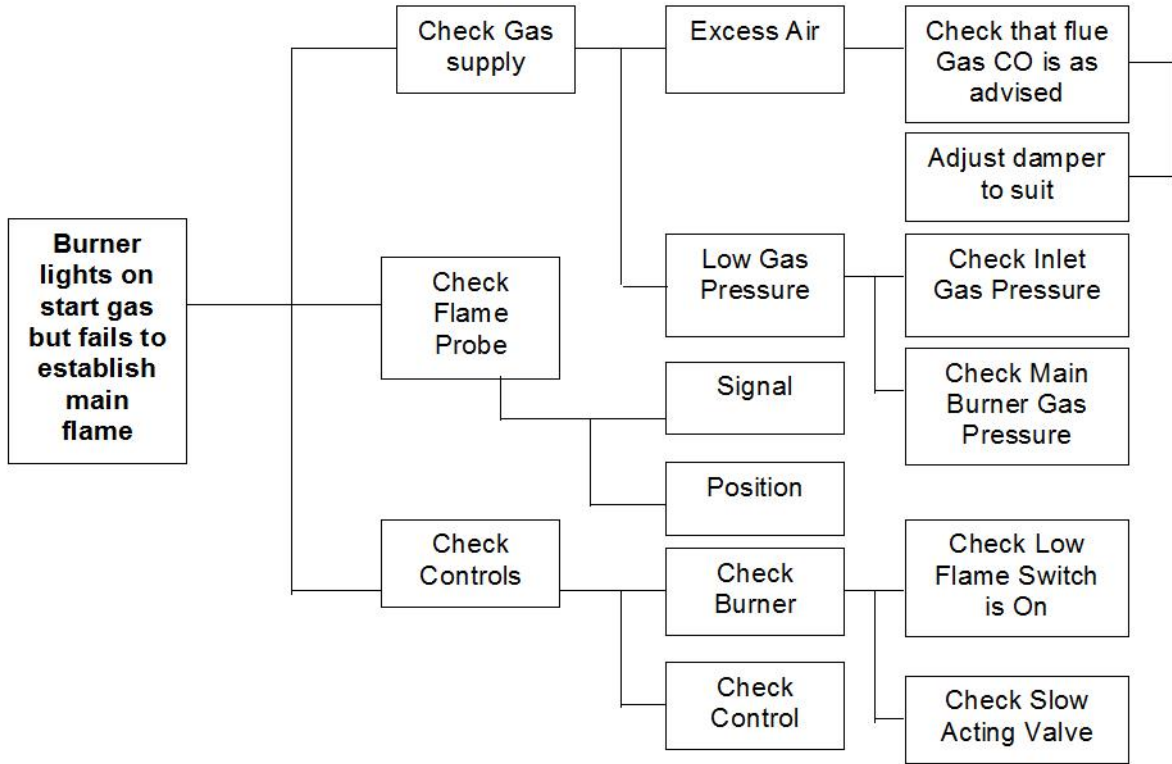 Burner
lights on
start gas
but fails to
establish
main
flame
Check Gas
supply
Excess Air
Check that flue
Gas CO is as
advised
Adjust damper
to suit
Low Gas
Pressure
Check Inlet
Gas Pressure
Check Main
Burner Gas
Pressure
Check
Flame
Probe
Signal
Position
Check
Controls
Check
Burner
Check Low
Flame Switch
is On
Check Slow
Acting Valve
Check
Control